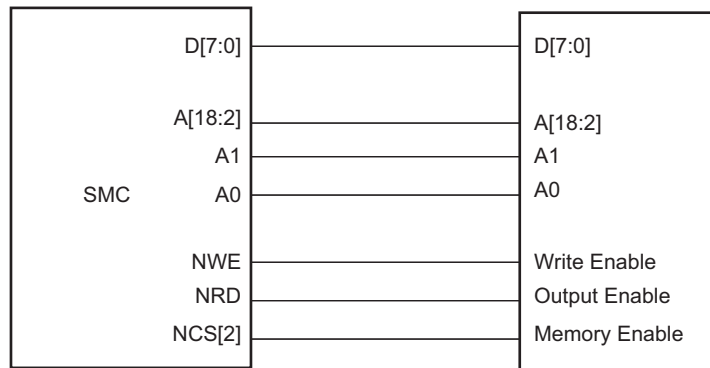 D[7:0] D[7:0]
A[18:2] A[18:2]
A1 A1
SMC A0 A0
NWE Write Enable
NRD Output Enable
NCS[2] Memory Enable